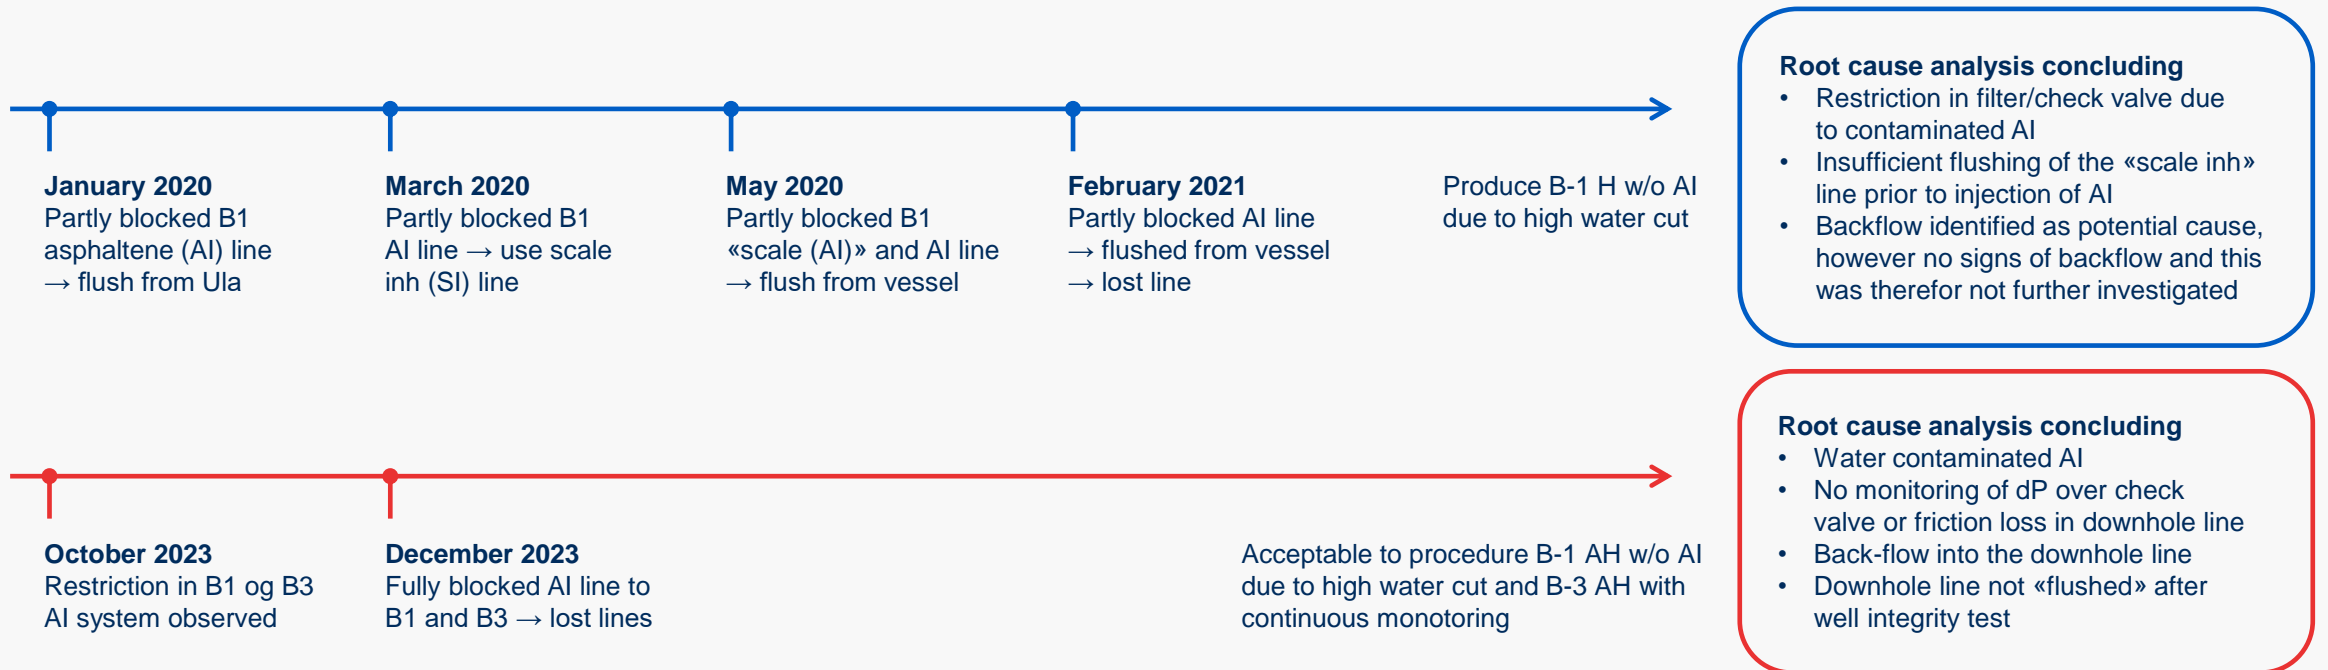 January 2020
Partly blocked B1
asphaltene (AI) line
→ flush from Ula
March 2020
Partly blocked B1
AI line → use scale
inh (SI) line
May 2020
Partly blocked B1
«scale (AI)» and AI line
→ flush from vessel
February 2021
Partly blocked AI line
→ flushed from vessel
→ lost line
Produce B-1 H w/o AI
due to high water cut
Root cause analysis concluding
• Restriction in filter/check valve due
to contaminated AI
• Insufficient flushing of the «scale inh»
line prior to injection of AI
• Backflow identified as potential cause,
however no signs of backflow and this
was therefor not further investigated
October 2023
Restriction in B1 og B3
AI system observed
December 2023
Fully blocked AI line to
B1 and B3 → lost lines
Acceptable to procedure B-1 AH w/o AI
due to high water cut and B-3 AH with
continuous monotoring
Root cause analysis concluding
• Water contaminated AI
• No monitoring of dP over check
valve or friction loss in downhole line
• Back-flow into the downhole line
• Downhole line not «flushed» after
well integrity test